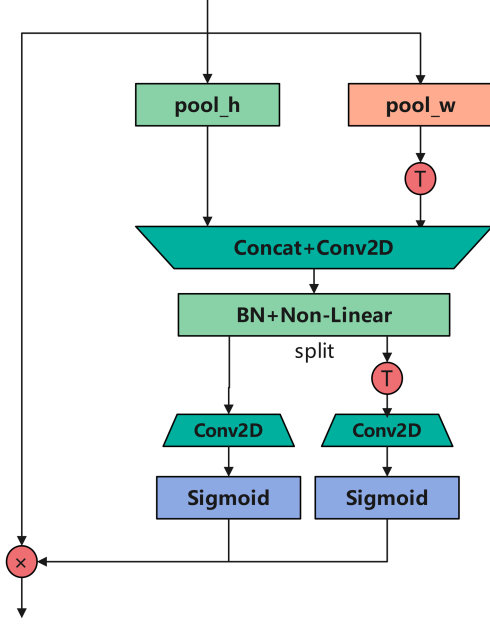 pool_h
pool_w
T
Concat+Conv2D
BN+Non-Linear
split
T
Conv2D
Conv2D
Sigmoid
Sigmoid
×